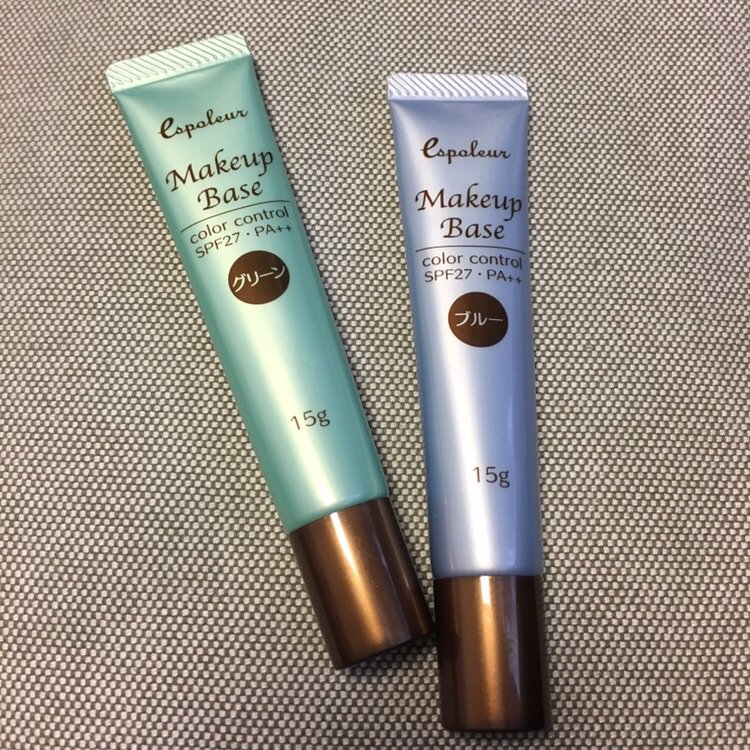 espoleur
Makeup
Base
color control
SPF27・PA++
グリーン
15g
espoleur
Makeup
Base
color control
SPF27・PA++
ブルー
15g